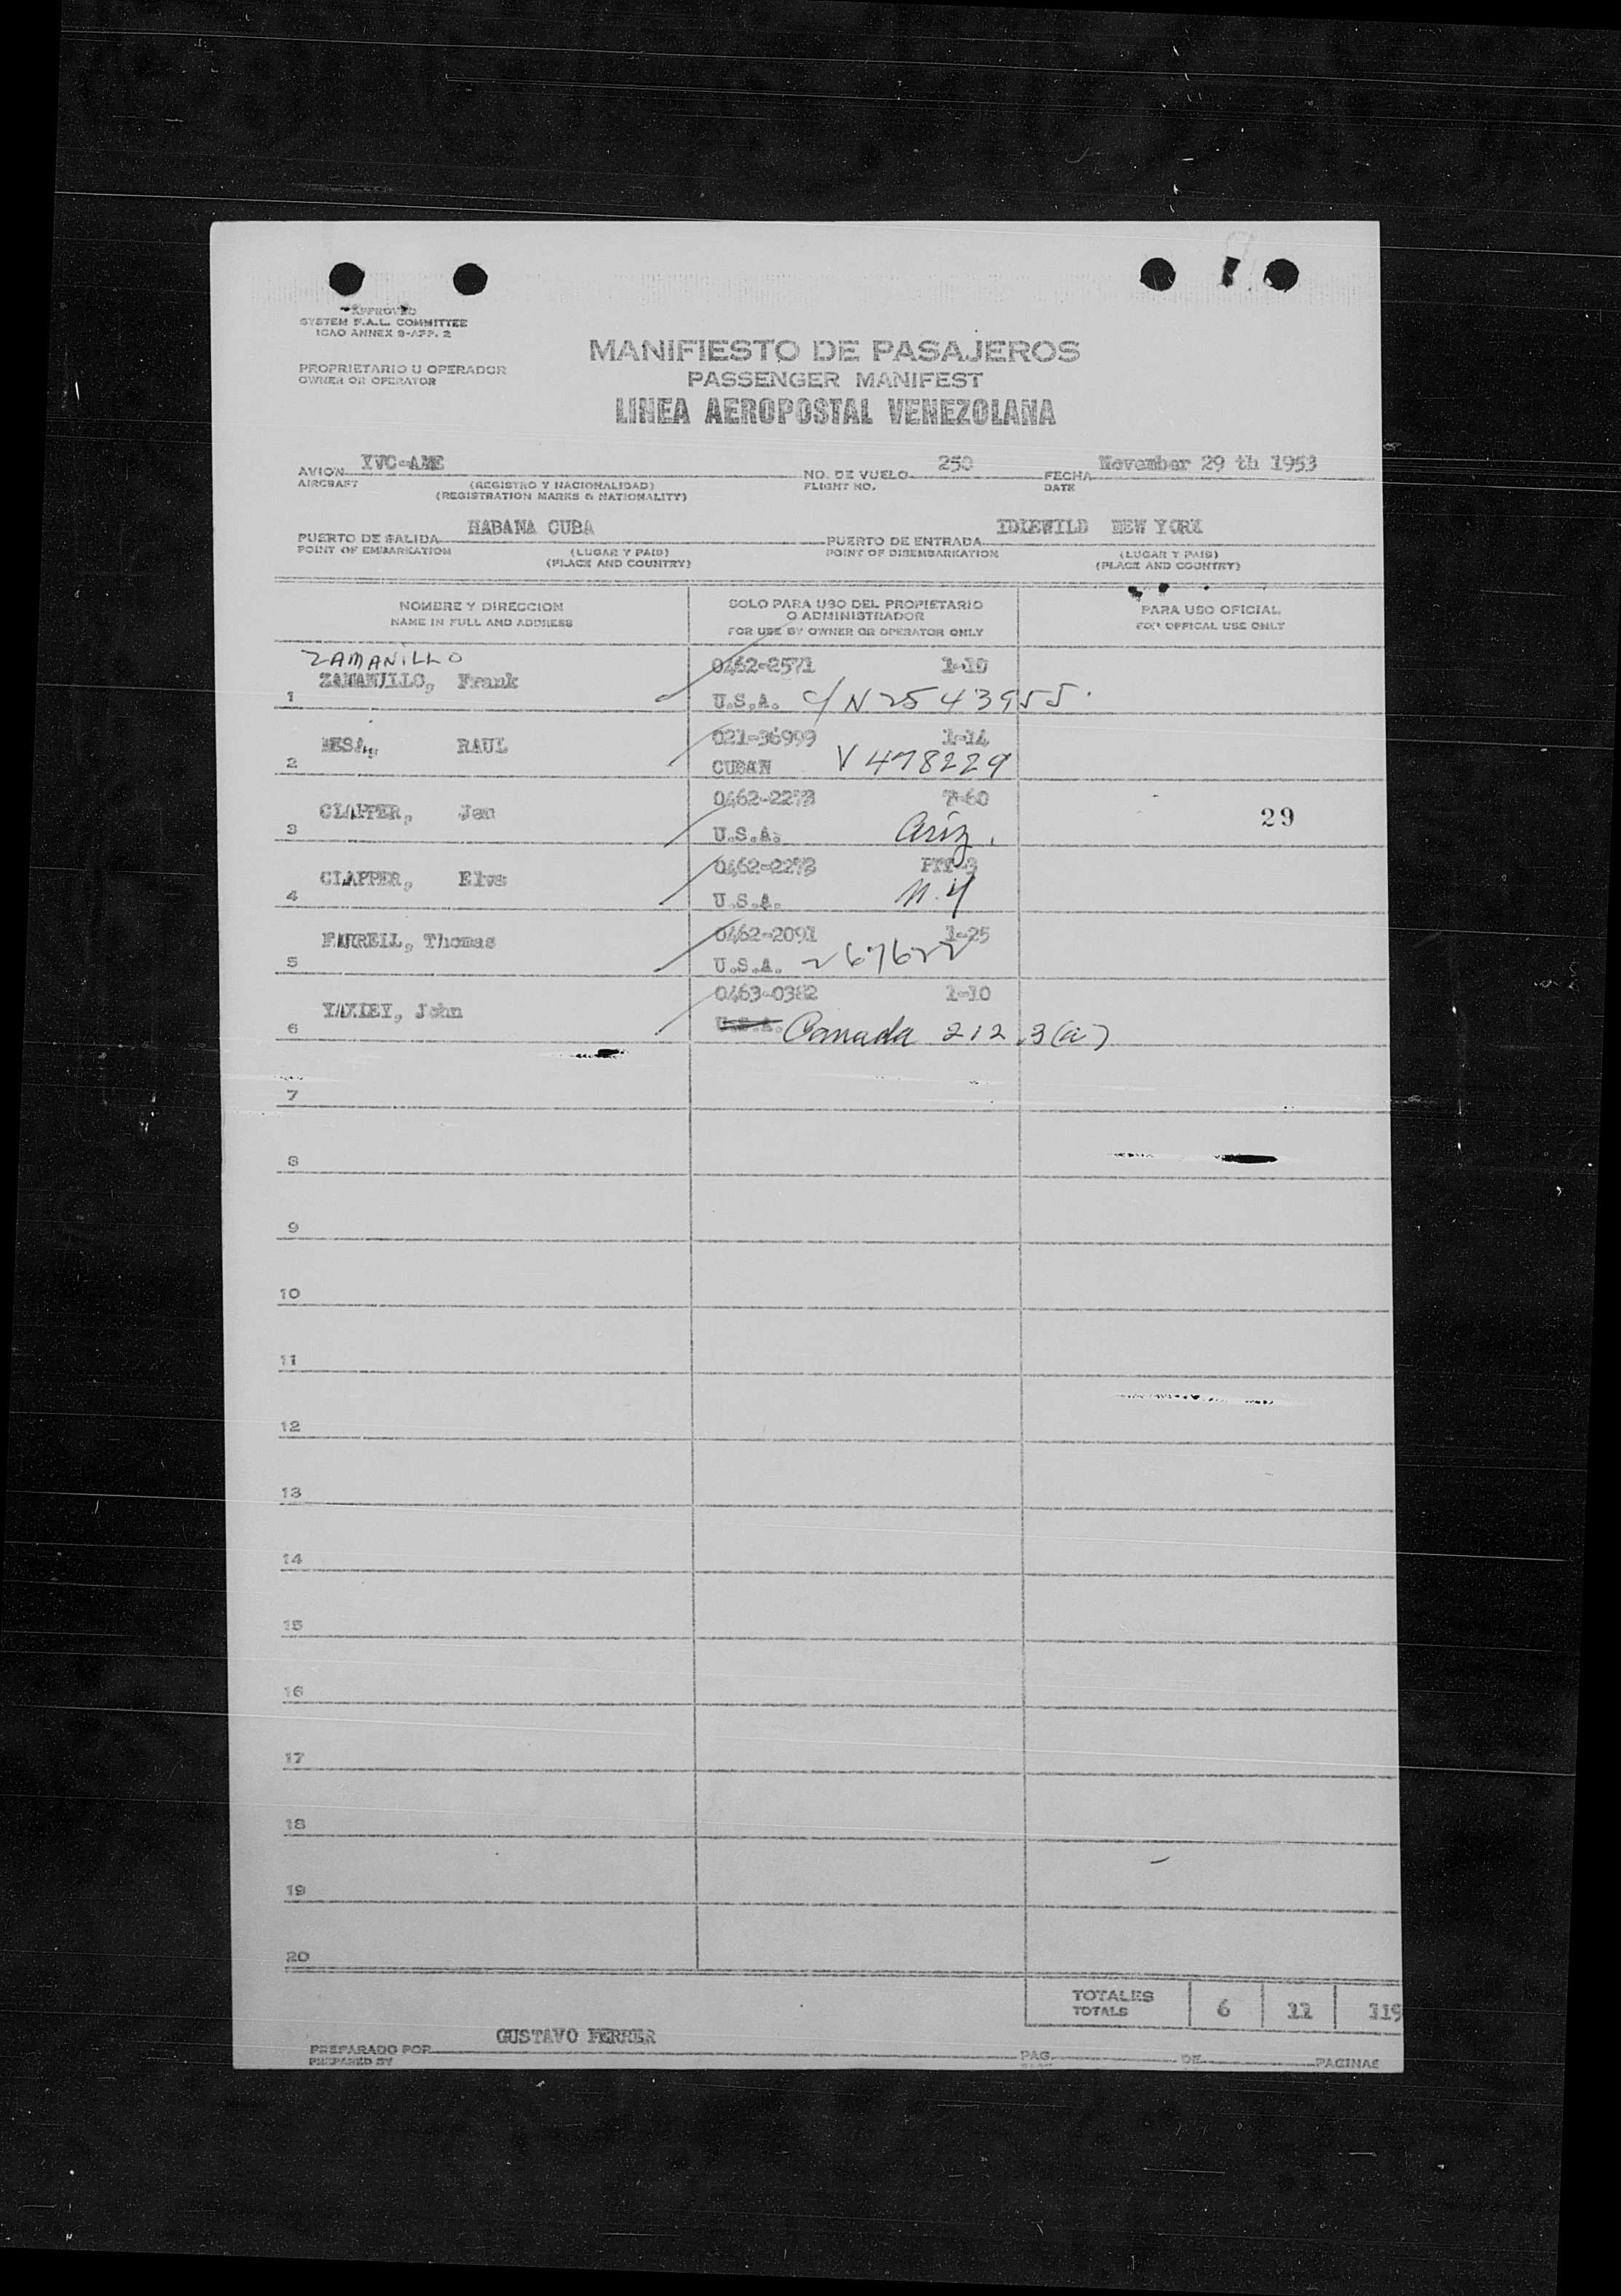 APPROVED
SYSTEM F.A.L. COMMITTEE
ICAO ANNEX 9-APP. 2
PROPRIETARIO U OPERADOR
OWNER OR OPERATOR
MANIFIESTO DE PASAJEROS
PASSENGER MANIFEST
LINEA AEROPOSTAL VENEZOLANA
AVION YVC-AME NO. DE VUELO 250 FECHA November 29 th 1953
AIRCRAFT (REGISTRO Y NACIONALIDAD) FLIGHT NO. DATE
(REGISTRATION MARKS & NATIONALITY)
PUERTO DE SALIDA HABANA CUBA PUERTO DE ENTRADA IDLEWILD NEW YORK
POINT OF EMBARKATION (LUGAR Y PAIS) POINT OF DISEMBARKATION (LUGAR Y PAIS)
(PLACE AND COUNTRY) (PLACE AND COUNTRY)
NOMBRE Y DIRECCION
NAME IN FULL AND ADDRESS
SOLO PARA USO DEL PROPIETARIO
O ADMINISTRADOR
FOR USE BY OWNER OR OPERATOR ONLY
PARA USO OFICIAL
FOR OFFICAL USE ONLY
ZAMANILLO
ZAMANULLO, Frank 0462-2571 1-10
1 U.S.A. C/N 2543955
MESA, RAUL 021-36999 1-14
2 CUBAN V 478229
CLAPPER, Jan 0462-2273 7-60
3 U.S.A. Ariz. 29
CLAPPER, Elva 0462-2273 PTT-3
4 U.S.A. N.Y
FARRELL, Thomas 0462-2091 1-25
5 U.S.A. 267622
YAXLEY, John 0463-0382 1-10
6 U.S.A. Canada 212.3(a)
7
8
9
10
11
12
13
14
15
16
17
18
19
20
TOTALES
TOTALS 6 11 119
PREPARADO POR GUSTAVO FERRER PAG. DE PAGINAS
PREPARED BY